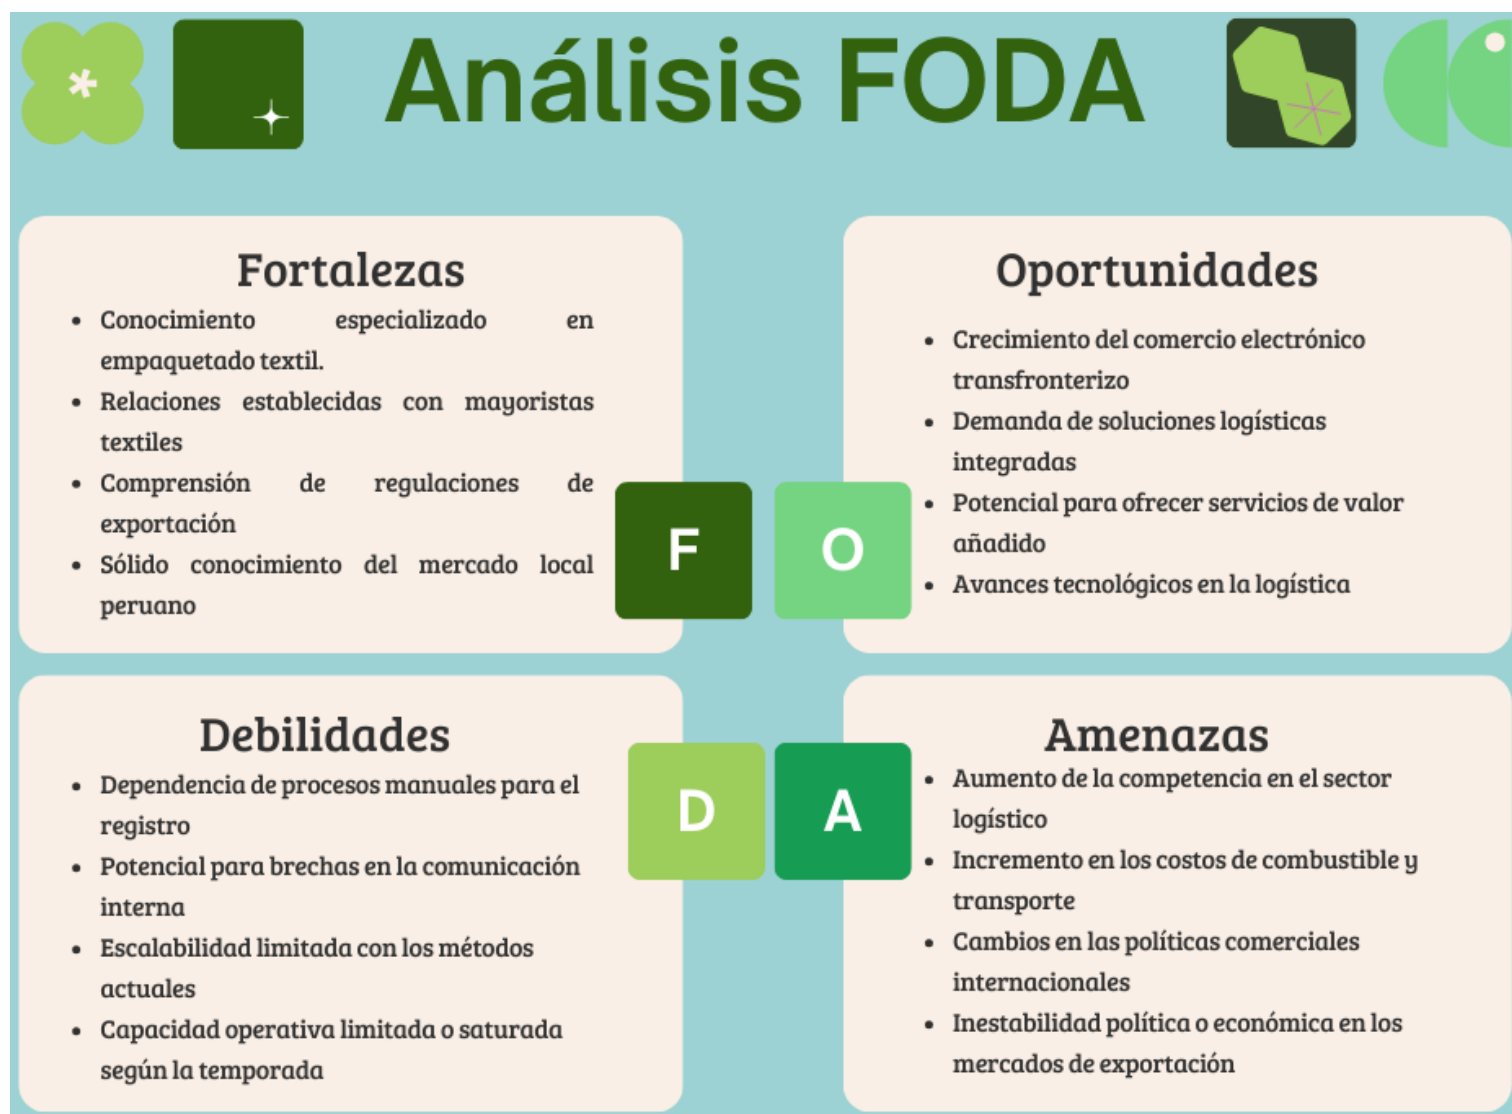 Análisis FODA
Fortalezas
• Conocimiento especializado en
empaquetado textil.
• Relaciones establecidas con mayoristas
textiles
• Comprensión de regulaciones de
exportación
• Sólido conocimiento del mercado local
peruano
Oportunidades
• Crecimiento del comercio electrónico
transfronterizo
• Demanda de soluciones logísticas
integradas
• Potencial para ofrecer servicios de valor
añadido
• Avances tecnológicos en la logística
F
O
Debilidades
• Dependencia de procesos manuales para el
registro
• Potencial para brechas en la comunicación
interna
• Escalabilidad limitada con los métodos
actuales
• Capacidad operativa limitada o saturada
según la temporada
D
A
Amenazas
• Aumento de la competencia en el sector
logístico
• Incremento en los costos de combustible y
transporte
• Cambios en las políticas comerciales
internacionales
• Inestabilidad política o económica en los
mercados de exportación